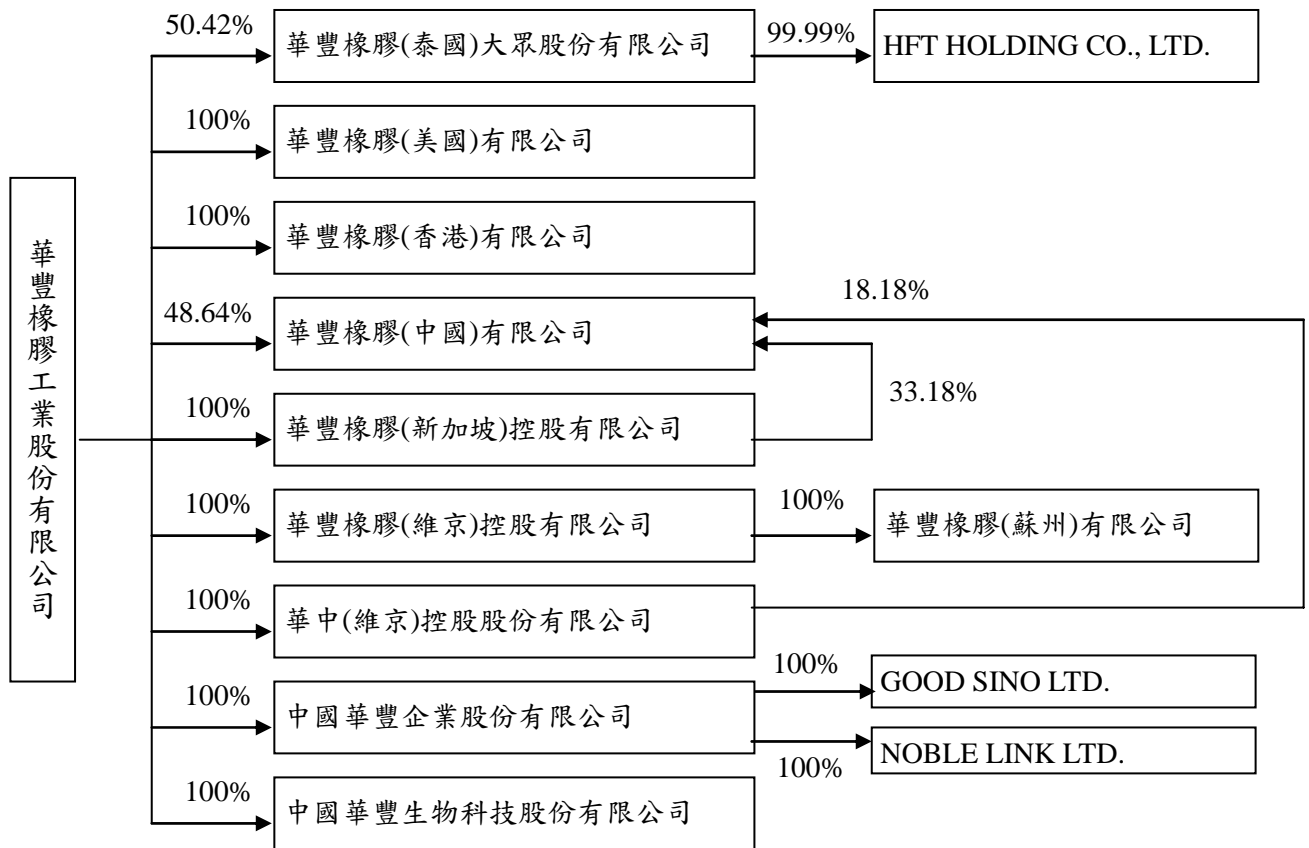 華豐橡膠工業股份有限公司
50.42%
華豐橡膠(泰國)大眾股份有限公司
99.99%
HFT HOLDING CO., LTD.
100%
華豐橡膠(美國)有限公司
100%
華豐橡膠(香港)有限公司
48.64%
華豐橡膠(中國)有限公司
18.18%
33.18%
100%
華豐橡膠(新加坡)控股有限公司
100%
華豐橡膠(維京)控股有限公司
100%
華豐橡膠(蘇州)有限公司
100%
華中(維京)控股股份有限公司
100%
中國華豐企業股份有限公司
100%
GOOD SINO LTD.
100%
NOBLE LINK LTD.
100%
中國華豐生物科技股份有限公司